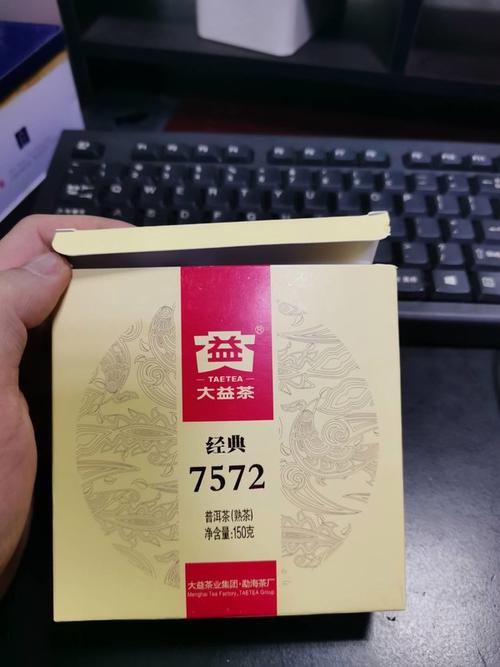 益®
TAETEA
大益茶
经典
7572
普洱茶(熟茶)
净含量:150克
大益茶业集团·勐海茶厂
Menghai Tea Factory, TAETEA Group